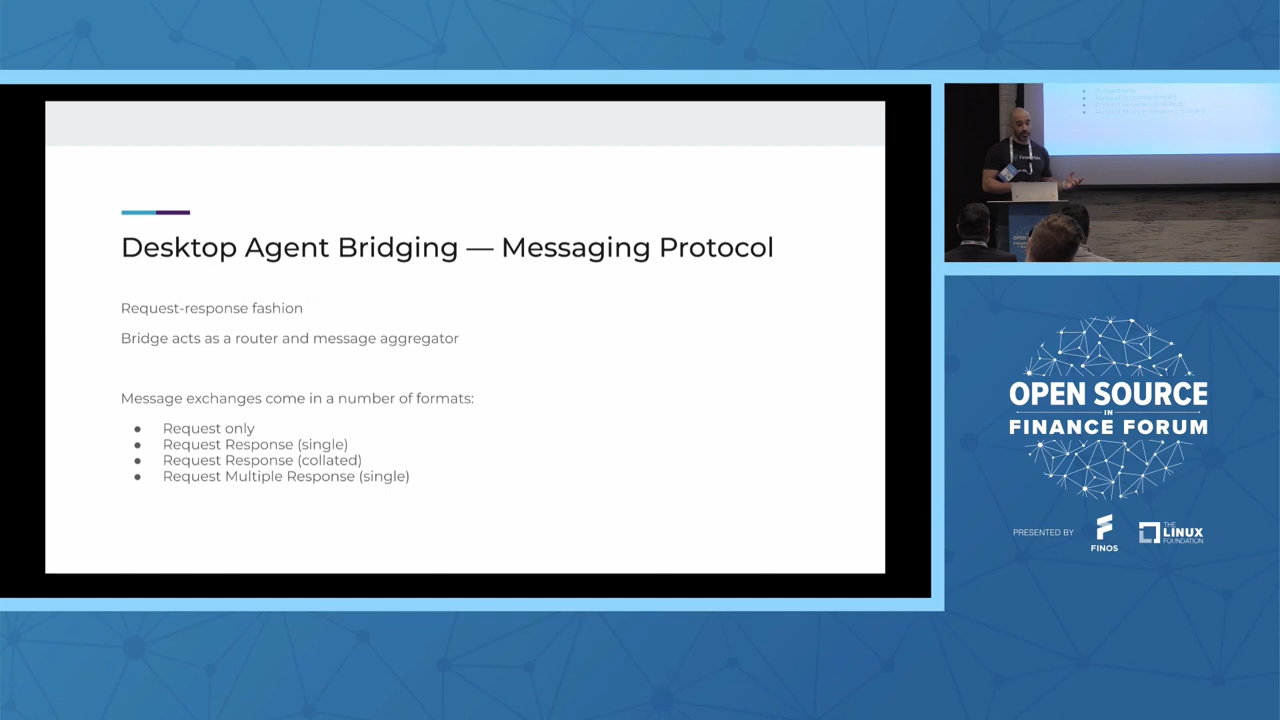 Desktop Agent Bridging — Messaging Protocol
Request-response fashion
Bridge acts as a router and message aggregator
Message exchanges come in a number of formats:
● Request only
● Request Response (single)
● Request Response (collated)
● Request Multiple Response (single)
OPEN SOURCE
IN
FINANCE FORUM
PRESENTED BY
FINOS
THE
LINUX
FOUNDATION